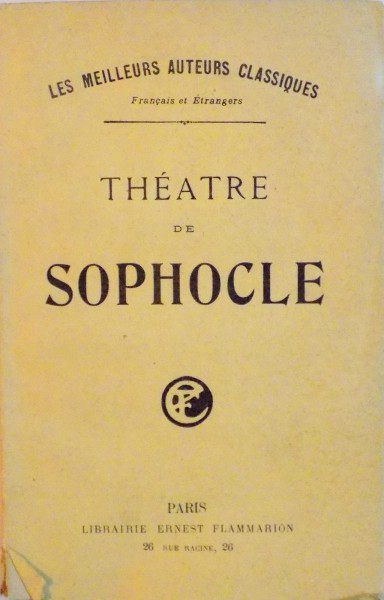 LES MEILLEURS AUTEURS CLASSIQUES
Français et Étrangers
THÉATRE
DE
SOPHOCLE
PARIS
LIBRAIRIE ERNEST FLAMMARION
26 RUE RACINE, 26